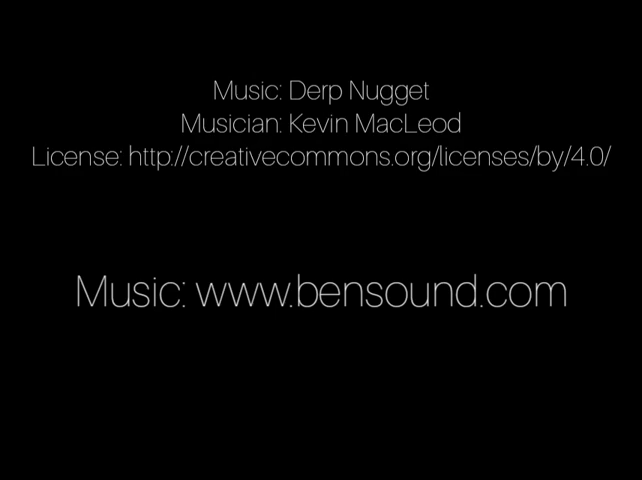 Music: Derp Nugget
Musician: Kevin MacLeod
License: http://creativecommons.org/licenses/by/4.0/
Music: www.bensound.com